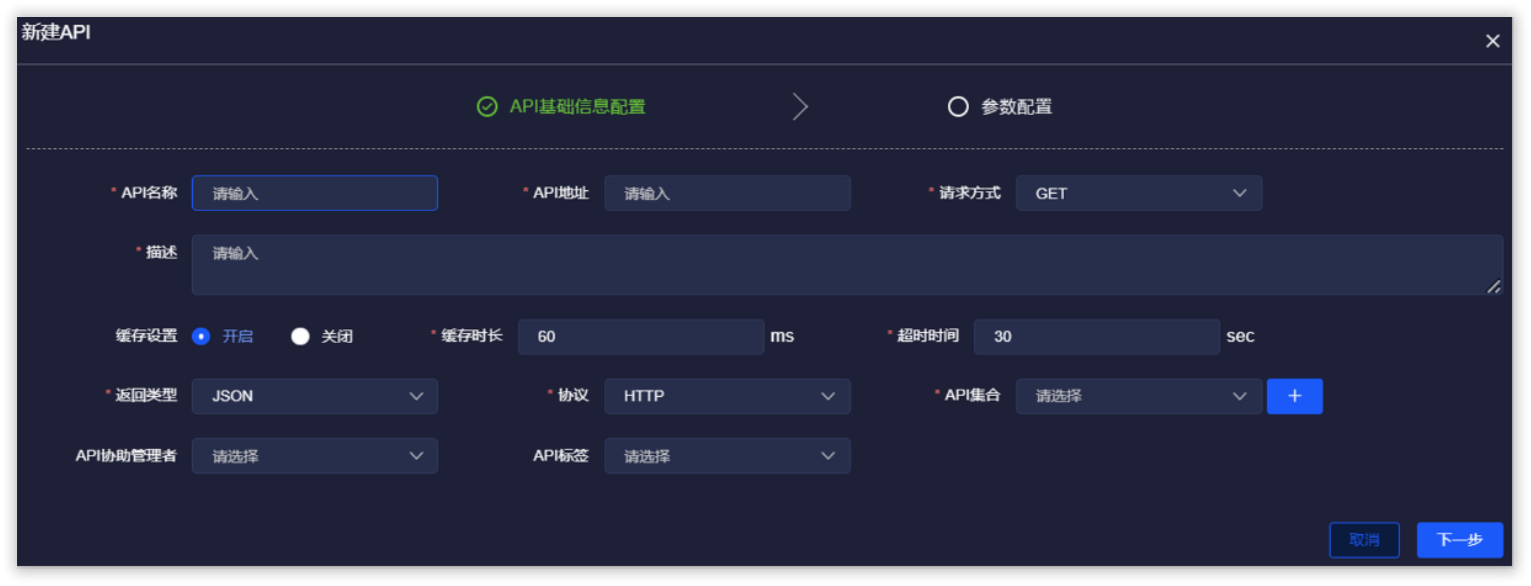 新建API
API基础信息配置 参数配置
* API名称 请输入 * API地址 请输入 * 请求方式 GET
* 描述 请输入
缓存设置 开启 关闭 * 缓存时长 60 ms * 超时时间 30 sec
* 返回类型 JSON * 协议 HTTP * API集合 请选择 +
API协助管理者 请选择 API标签 请选择
取消 下一步